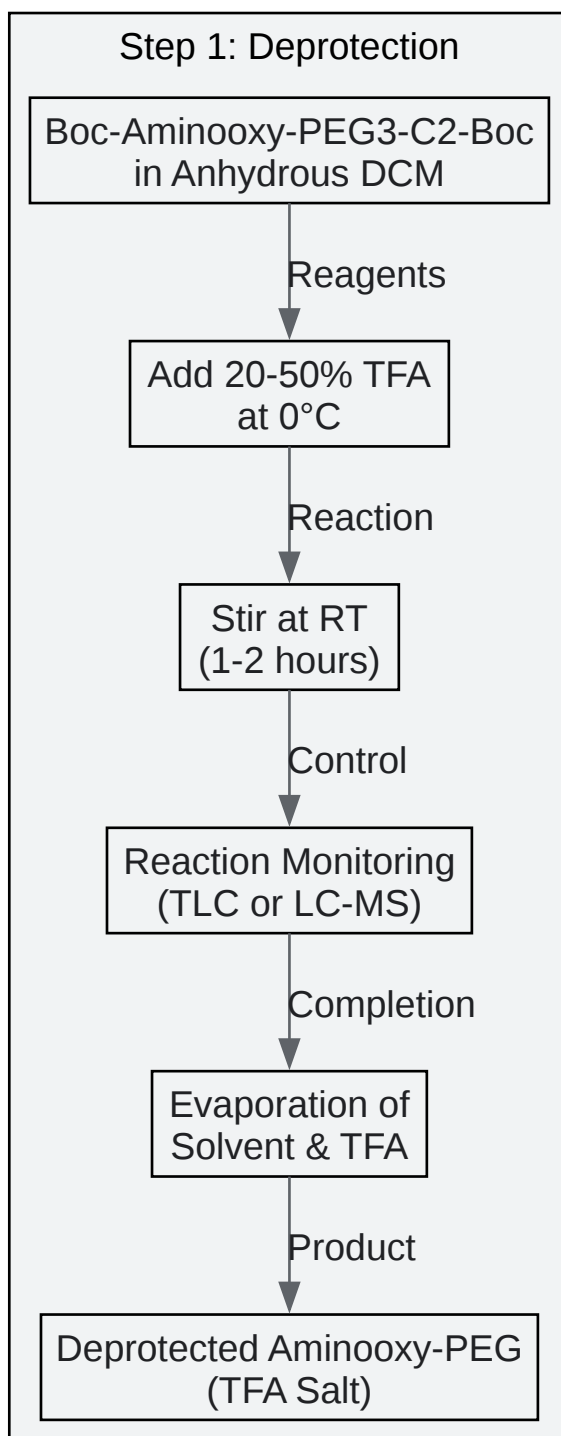 Step 1: Deprotection
Boc-Aminooxy-PEG3-C2-Boc
in Anhydrous DCM
Reagents
Add 20-50% TFA
at 0°C
Reaction
Stir at RT
(1-2 hours)
Control
Reaction Monitoring
(TLC or LC-MS)
Completion
Evaporation of
Solvent & TFA
Product
Deprotected Aminooxy-PEG
(TFA Salt)